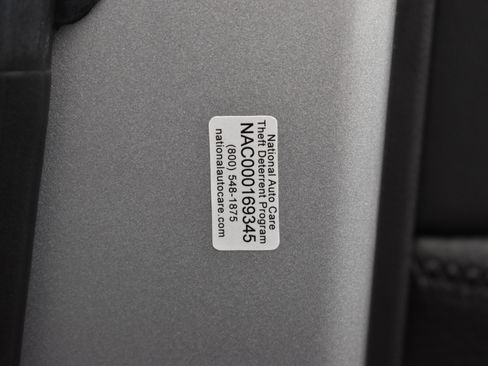 National Auto Care
Theft Deterrent Program
NAC000169345
(800) 548-1875
nationalautocare.com